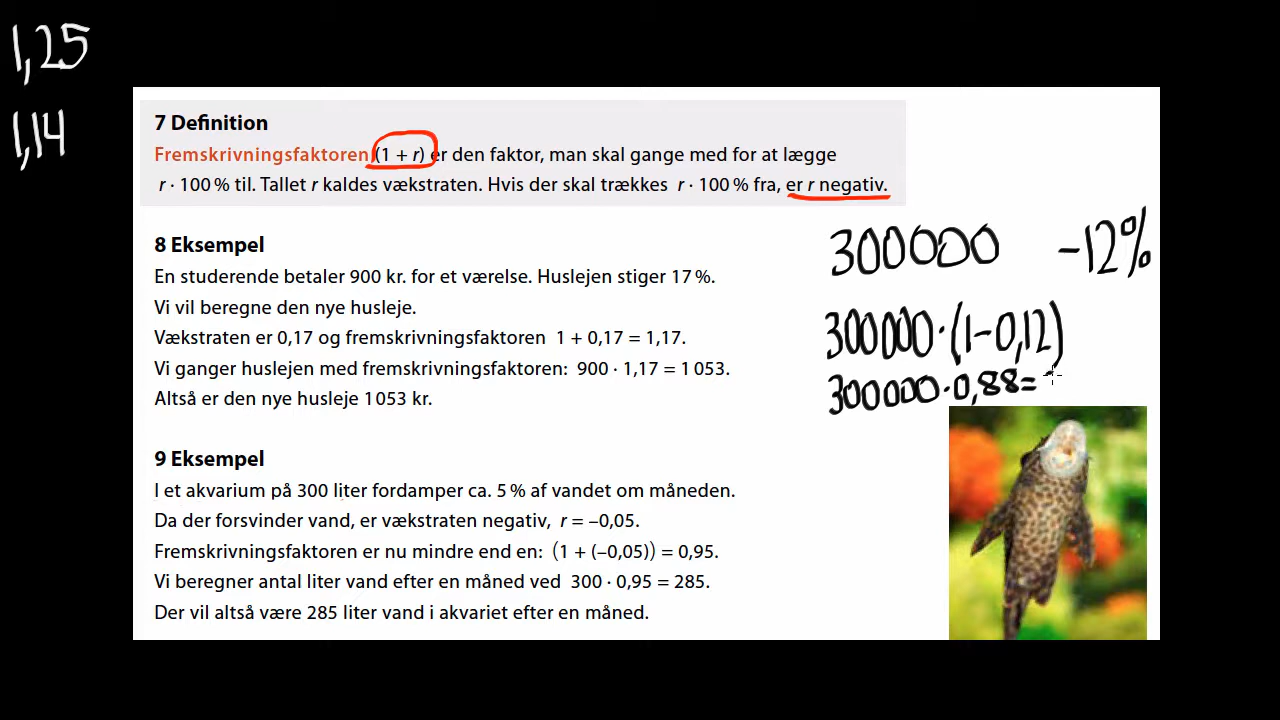 1,25
1,14
7 Definition
Fremskrivningsfaktoren (1 + r) er den faktor, man skal gange med for at lægge
r · 100 % til. Tallet r kaldes vækstraten. Hvis der skal trækkes r · 100 % fra, er r negativ.
8 Eksempel
En studerende betaler 900 kr. for et værelse. Huslejen stiger 17 %.
Vi vil beregne den nye husleje.
Vækstraten er 0,17 og fremskrivningsfaktoren 1 + 0,17 = 1,17.
Vi ganger huslejen med fremskrivningsfaktoren: 900 · 1,17 = 1 053.
Altså er den nye husleje 1 053 kr.
300000 -12%
300000·(1-0,12)
300000·0,88=
9 Eksempel
I et akvarium på 300 liter fordamper ca. 5 % af vandet om måneden.
Da der forsvinder vand, er vækstraten negativ, r = –0,05.
Fremskrivningsfaktoren er nu mindre end en: (1 + (–0,05)) = 0,95.
Vi beregner antal liter vand efter en måned ved 300 · 0,95 = 285.
Der vil altså være 285 liter vand i akvariet efter en måned.